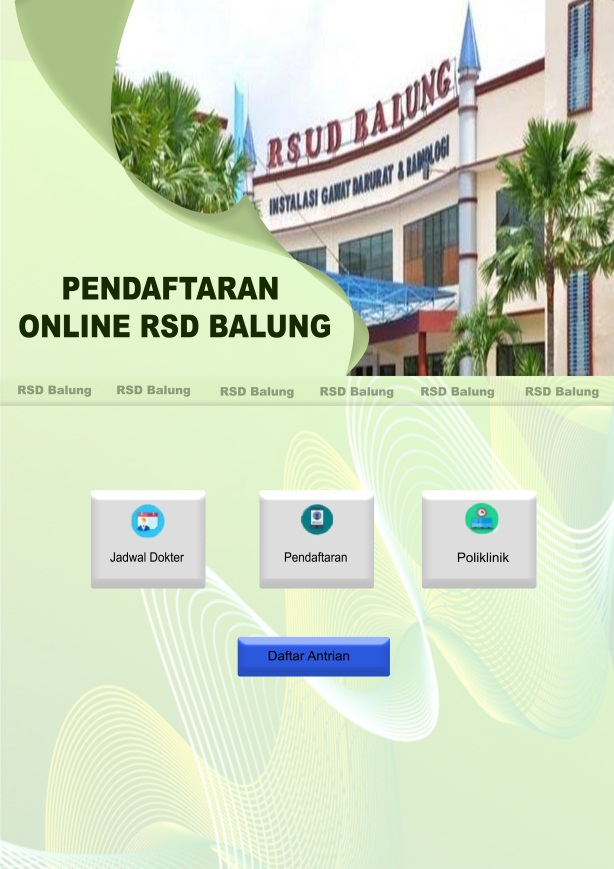 RSUD BALUNG
INSTALASI GAWAT DARURAT & RADIOLOGI
PENDAFTARAN
ONLINE RSD BALUNG
RSD Balung RSD Balung RSD Balung RSD Balung RSD Balung RSD Balung
Jadwal Dokter Pendaftaran Poliklinik
Daftar Antrian